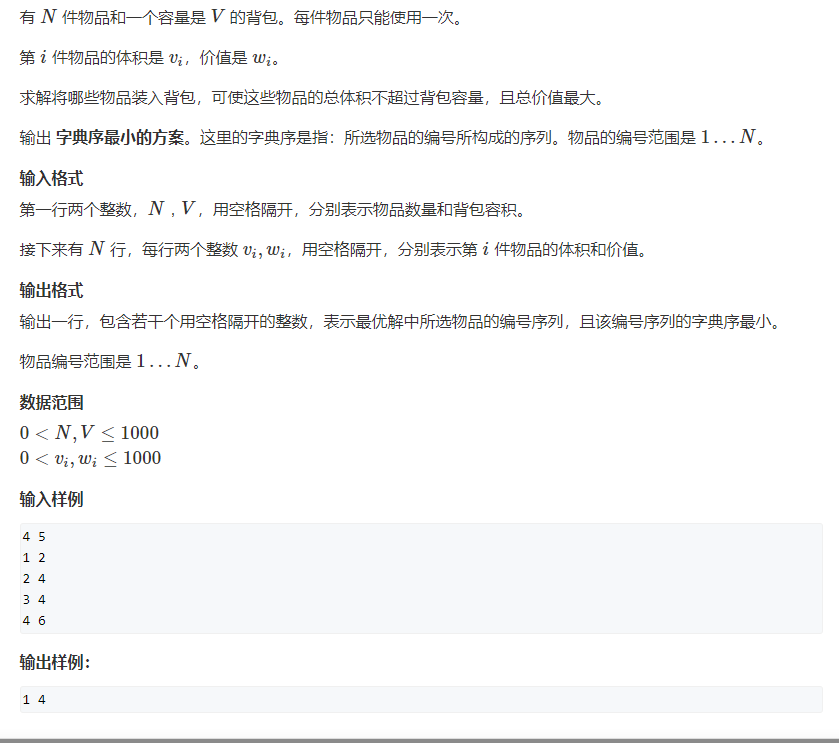 有 N 件物品和一个容量是 V 的背包。每件物品只能使用一次。
第 i 件物品的体积是 vi，价值是 wi。
求解将哪些物品装入背包，可使这些物品的总体积不超过背包容量，且总价值最大。
输出 字典序最小的方案。这里的字典序是指：所选物品的编号所构成的序列。物品的编号范围是 1…N。
输入格式
第一行两个整数，N，V，用空格隔开，分别表示物品数量和背包容积。
接下来有 N 行，每行两个整数 vi, wi，用空格隔开，分别表示第 i 件物品的体积和价值。
输出格式
输出一行，包含若干个用空格隔开的整数，表示最优解中所选物品的编号序列，且该编号序列的字典序最小。
物品编号范围是 1…N。
数据范围
0 < N, V ≤ 1000
0 < vi, wi ≤ 1000
输入样例
4 5
1 2
2 4
3 4
4 6
输出样例：
1 4